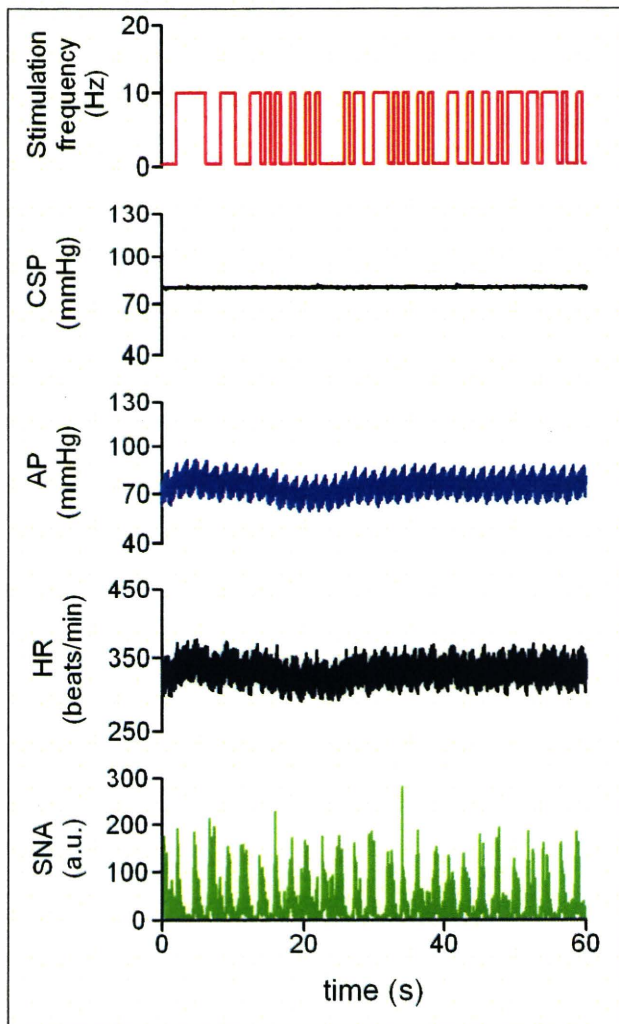 Stimulation
frequency
(Hz)
20
10
0
CSP
(mmHg)
130
100
70
40
AP
(mmHg)
130
100
70
40
HR
(beats/min)
450
350
250
SNA
(a.u.)
300
200
100
0
0 20 40 60
time (s)